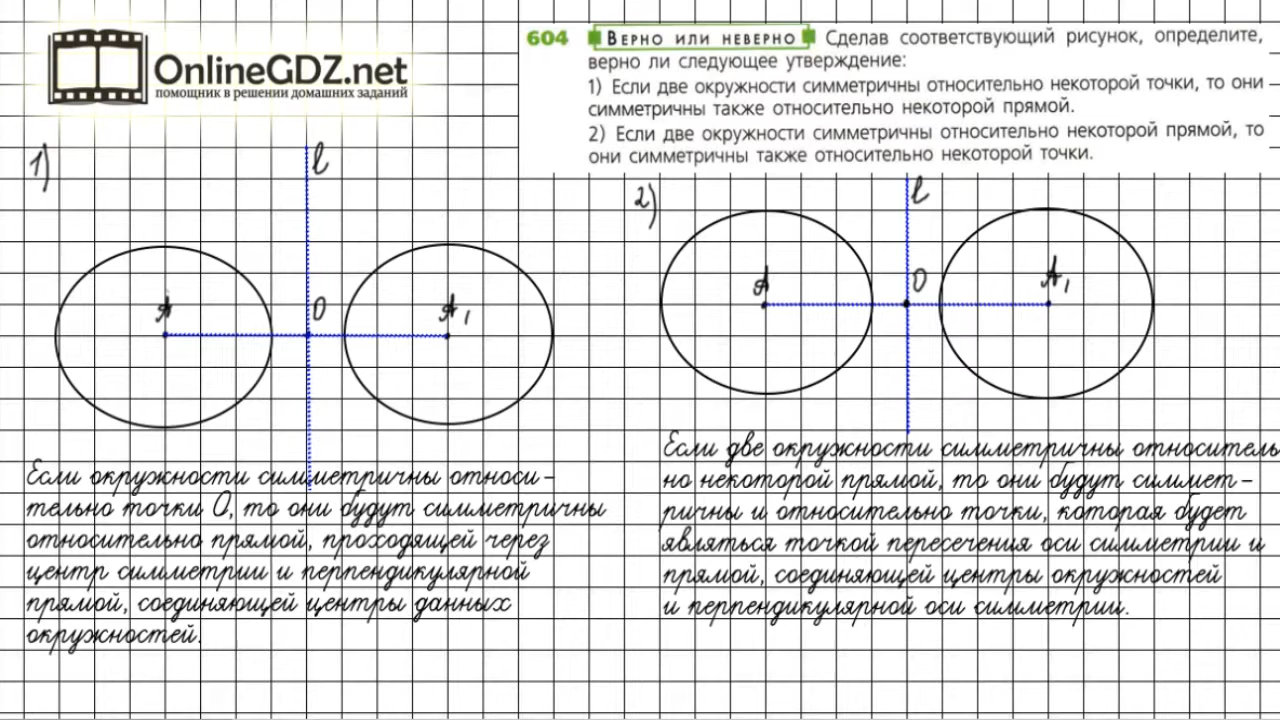 OnlineGDZ.net
помощник в решении домашних заданий
604 ВЕРНО ИЛИ НЕВЕРНО Сделав соответствующий рисунок, определите,
верно ли следующее утверждение:
1) Если две окружности симметричны относительно некоторой точки, то они
симметричны также относительно некоторой прямой.
2) Если две окружности симметричны относительно некоторой прямой, то
они симметричны также относительно некоторой точки.
1)
l
A
O
A1
Если окружности симметричны относи-
тельно точки О, то они будут симметричны
относительно прямой, проходящей через
центр симметрии и перпендикулярной
прямой, соединяющей центры данных
окружностей.
2)
l
A
O
A1
Если две окружности симметричны относитель
но некоторой прямой, то они будут симмет-
ричны и относительно точки, которая будет
являться точкой пересечения оси симметрии и
прямой, соединяющей центры окружностей
и перпендикулярной оси симметрии.